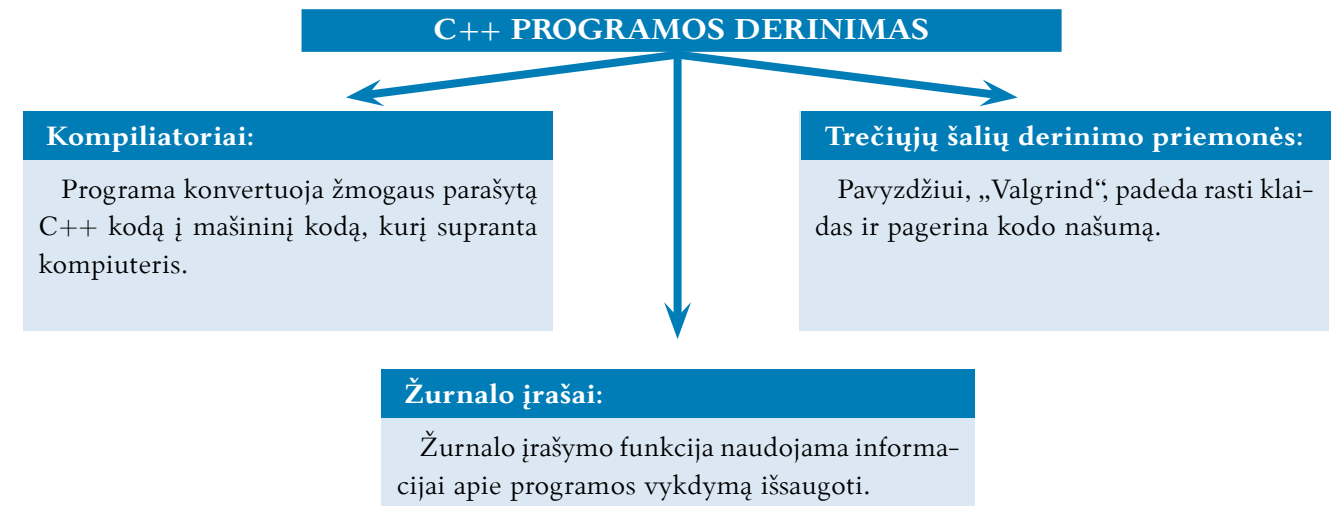 C++ PROGRAMOS DERINIMAS
Kompiliatoriai:
Programa konvertuoja žmogaus parašytą
C++ kodą į mašininį kodą, kurį supranta
kompiuteris.
Trečiųjų šalių derinimo priemonės:
Pavyzdžiui, „Valgrind“, padeda rasti klai-
das ir pagerina kodo našumą.
Žurnalo įrašai:
Žurnalo įrašymo funkcija naudojama informa-
cijai apie programos vykdymą išsaugoti.